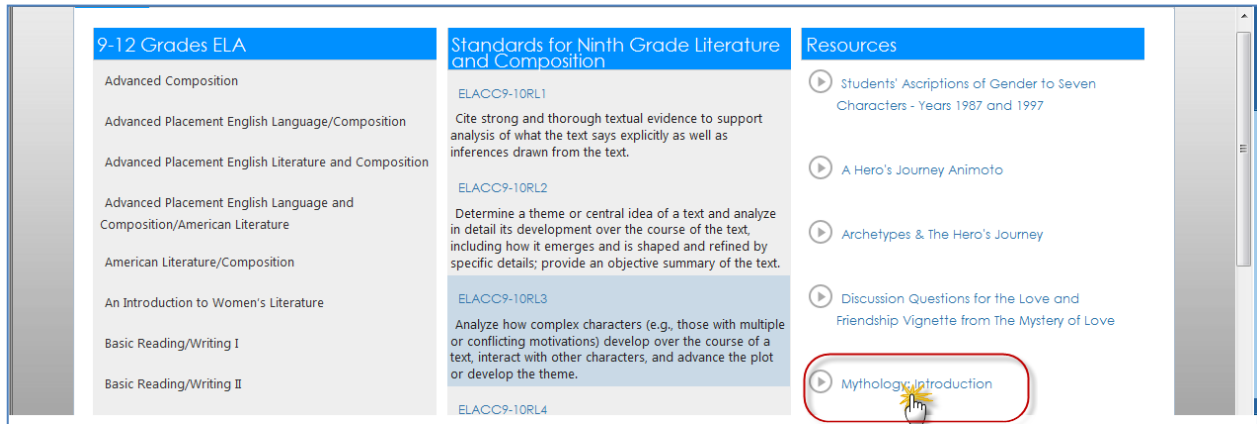 9-12 Grades ELA
Advanced Composition
Advanced Placement English Language/Composition
Advanced Placement English Literature and Composition
Advanced Placement English Language and
Composition/American Literature
American Literature/Composition
An Introduction to Women's Literature
Basic Reading/Writing I
Basic Reading/Writing II
Standards for Ninth Grade Literature
and Composition
ELACC9-10RL1
Cite strong and thorough textual evidence to support
analysis of what the text says explicitly as well as
inferences drawn from the text.
ELACC9-10RL2
Determine a theme or central idea of a text and analyze
in detail its development over the course of the text,
including how it emerges and is shaped and refined by
specific details; provide an objective summary of the text.
ELACC9-10RL3
Analyze how complex characters (e.g., those with multiple
or conflicting motivations) develop over the course of a
text, interact with other characters, and advance the plot
or develop the theme.
ELACC9-10RL4
Resources
Students' Ascriptions of Gender to Seven
Characters - Years 1987 and 1997
A Hero's Journey Animoto
Archetypes & The Hero's Journey
Discussion Questions for the Love and
Friendship Vignette from The Mystery of Love
Mythology: Introduction